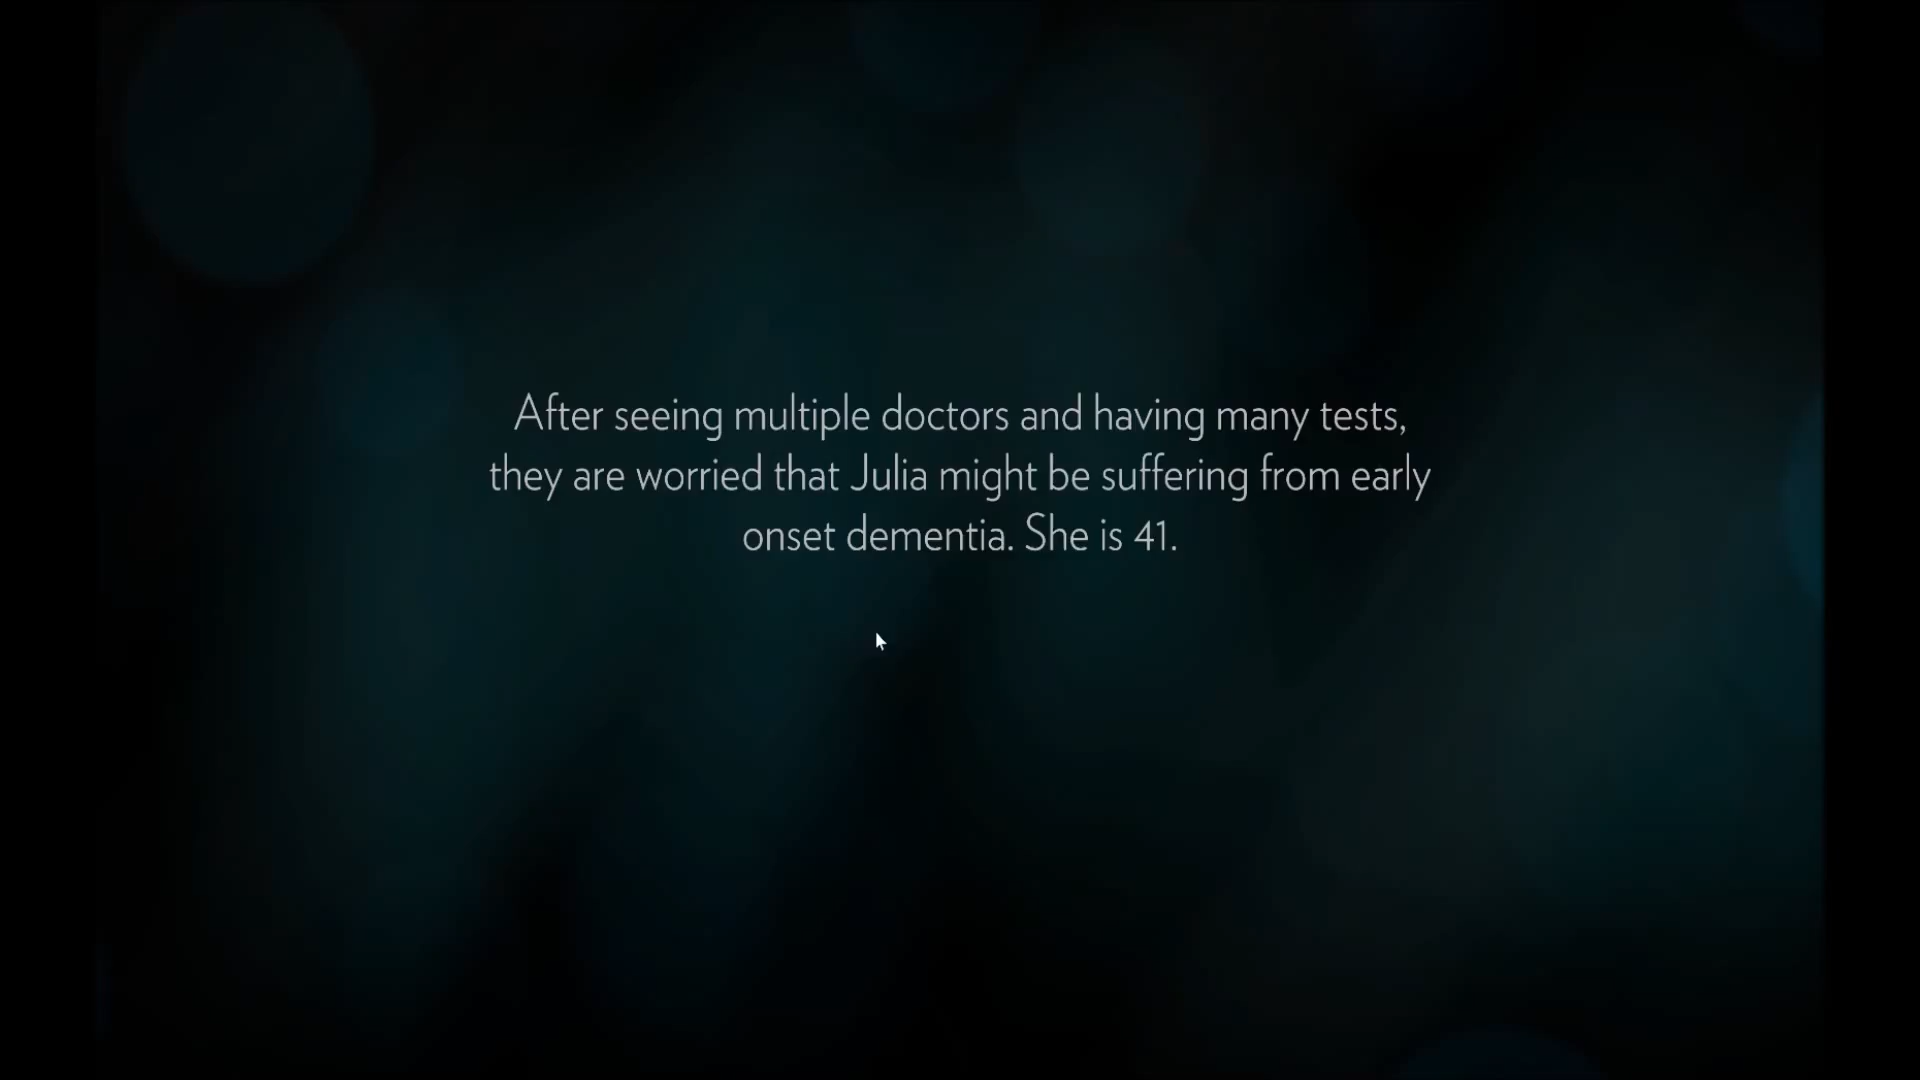 After seeing multiple doctors and having many tests,
they are worried that Julia might be suffering from early
onset dementia. She is 41.